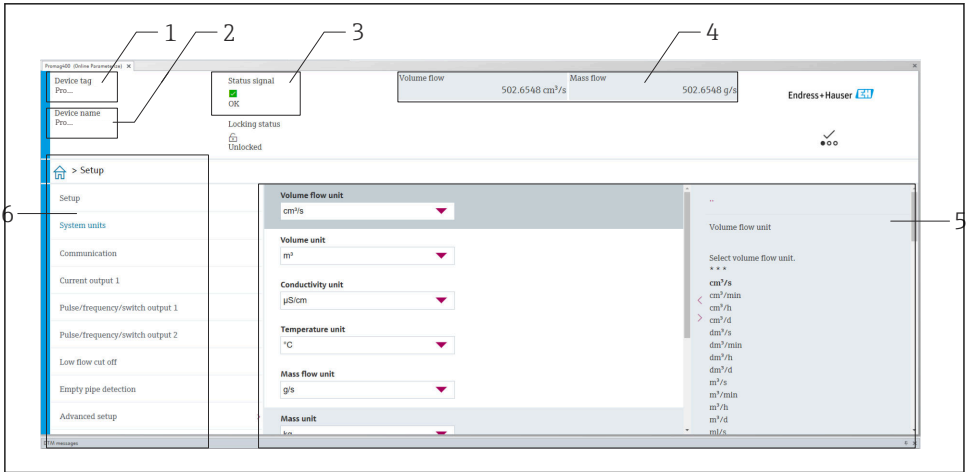 1
2
3
4
Promag400 (Online Parameterize) ×
Device tag
Pro...
Device name
Pro...
Status signal
OK
Locking status
Unlocked
Volume flow
502.6548 cm³/s
Mass flow
502.6548 g/s
Endress+Hauser EH
> Setup
6
5
Setup
System units
Communication
Current output 1
Pulse/frequency/switch output 1
Pulse/frequency/switch output 2
Low flow cut off
Empty pipe detection
Advanced setup
Volume flow unit
cm³/s
Volume unit
m³
Conductivity unit
µS/cm
Temperature unit
°C
Mass flow unit
g/s
Mass unit
kg
..
Volume flow unit
Select volume flow unit.
* * *
cm³/s
cm³/min
cm³/h
cm³/d
dm³/s
dm³/min
dm³/h
dm³/d
m³/s
m³/min
m³/h
m³/d
ml/s
DTM messages